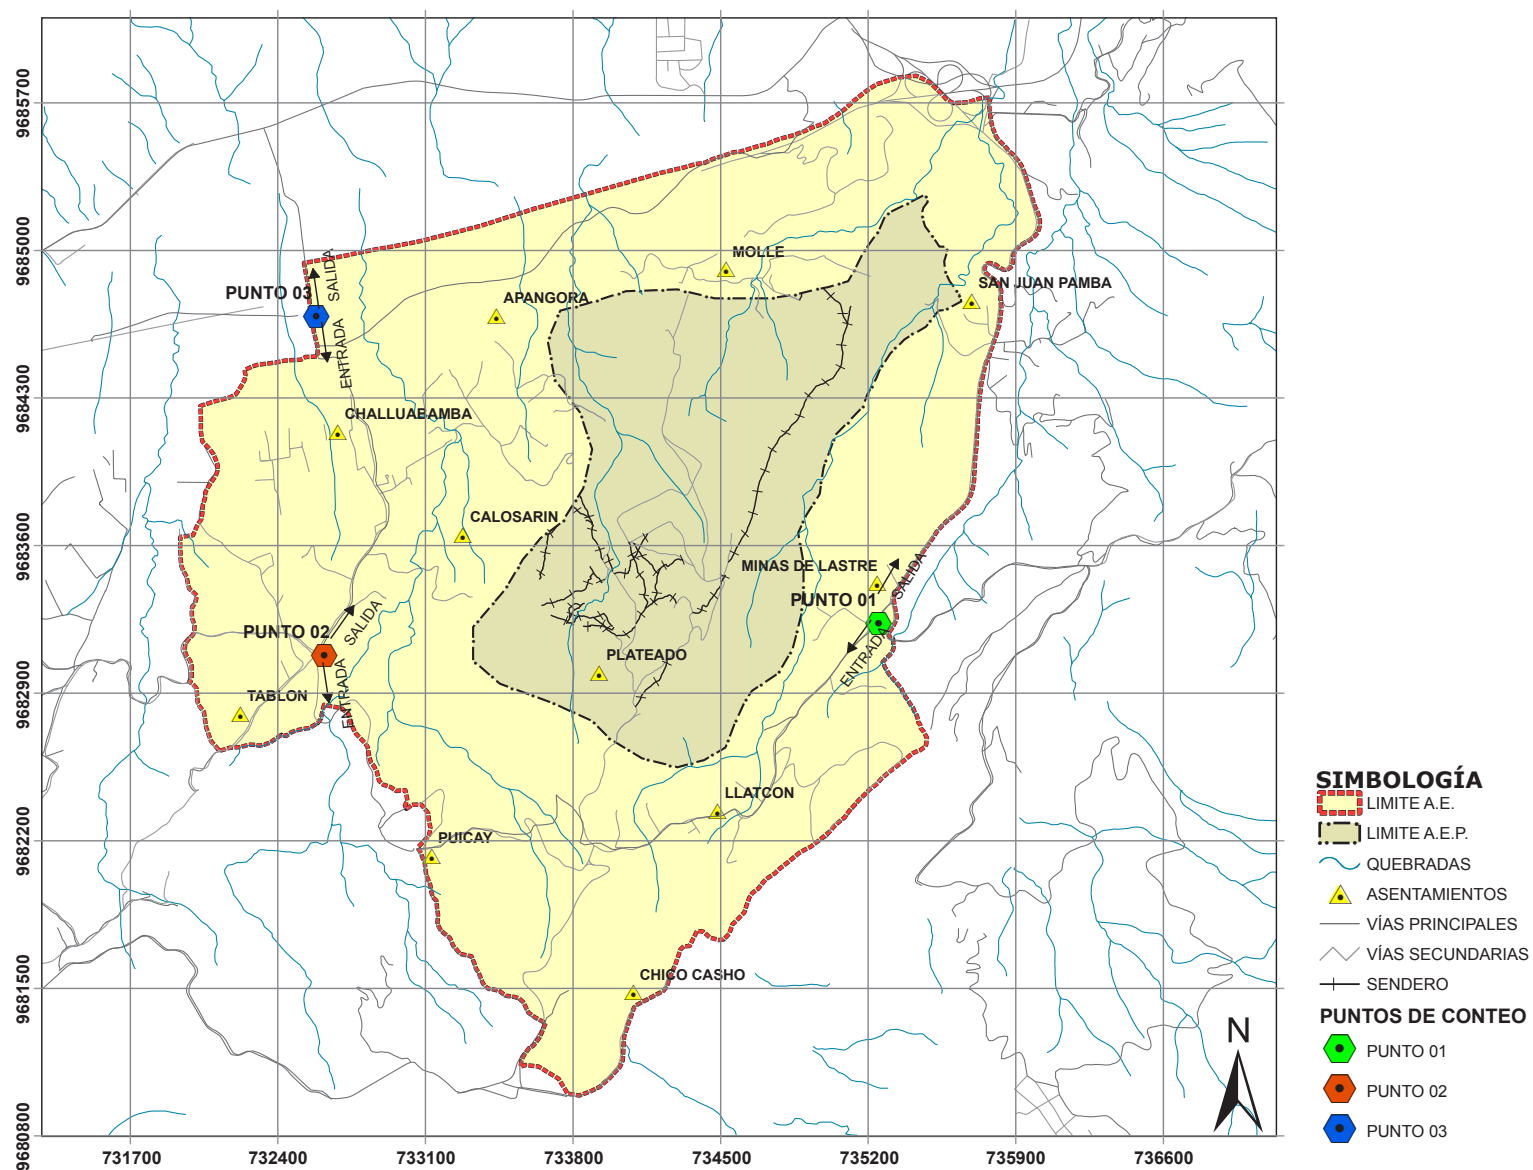 9685700
9685000
9684300
9683600
9682900
9682200
9681500
9680800
731700
732400
733100
733800
734500
735200
735900
736600
MOLLE
SALIDA
PUNTO 03
APANGORA
SAN JUAN PAMBA
ENTRADA
CHALLUABAMBA
CALOSARIN
MINAS DE LASTRE
SALIDA
PUNTO 01
ENTRADA
SALIDA
PUNTO 02
PLATEADO
ENTRADA
TABLON
LLATCON
PUICAY
CHICO CASHO
SIMBOLOGÍA
LIMITE A.E.
LIMITE A.E.P.
QUEBRADAS
ASENTAMIENTOS
VÍAS PRINCIPALES
VÍAS SECUNDARIAS
SENDERO
PUNTOS DE CONTEO
N
PUNTO 01
PUNTO 02
PUNTO 03